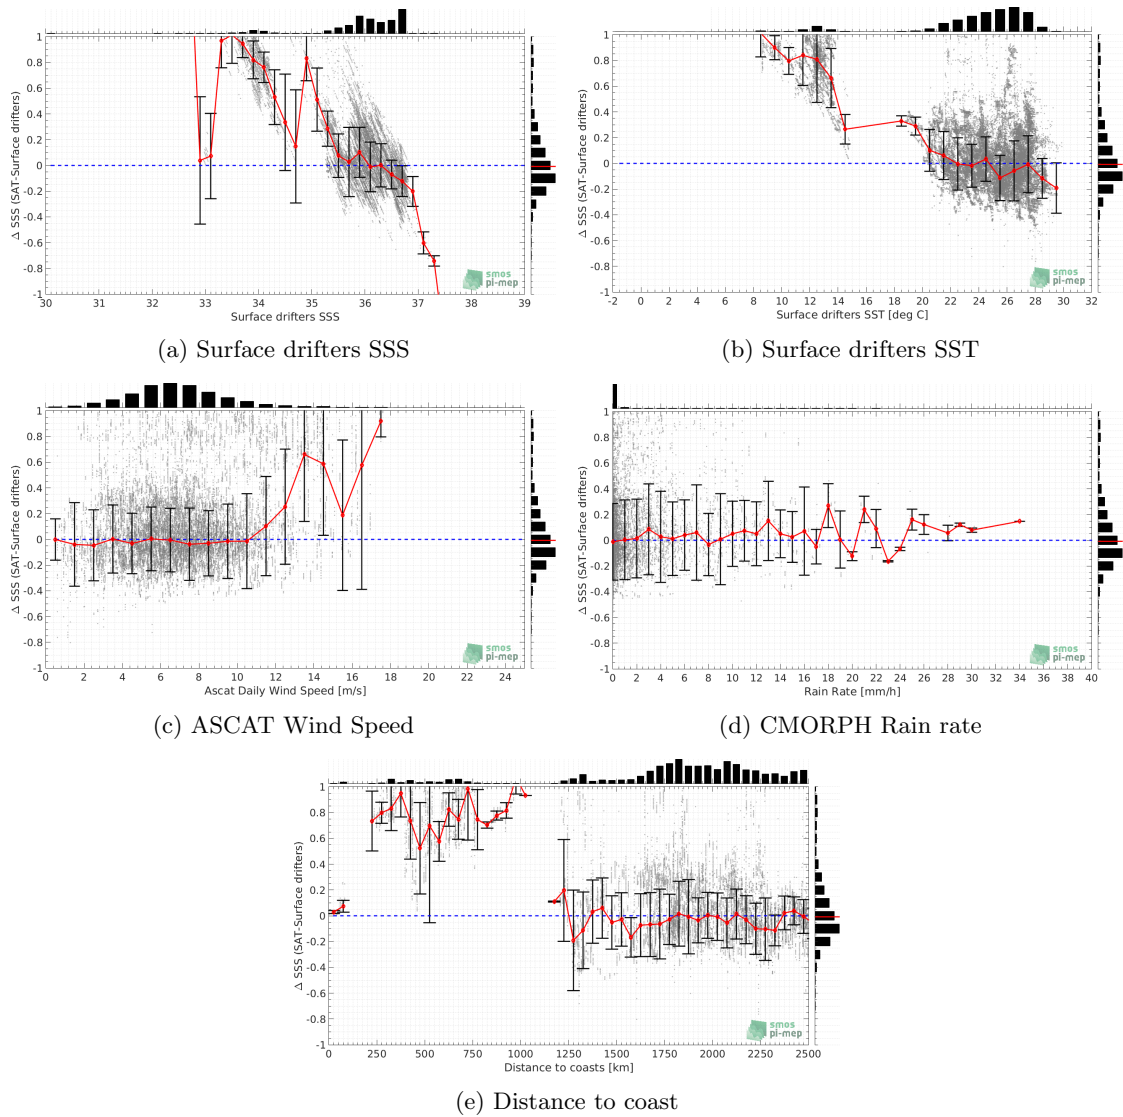 Δ SSS (SAT-Surface drifters)
1
0.8
0.6
0.4
0.2
0
-0.2
-0.4
-0.6
-0.8
-1
30 31 32 33 34 35 36 37 38 39
Surface drifters SSS
smos
pi-mep
(a) Surface drifters SSS
Δ SSS (SAT-Surface drifters)
1
0.8
0.6
0.4
0.2
0
-0.2
-0.4
-0.6
-0.8
-1
-2 0 2 4 6 8 10 12 14 16 18 20 22 24 26 28 30 32
Surface drifters SST [deg C]
smos
pi-mep
(b) Surface drifters SST
Δ SSS (SAT-Surface drifters)
1
0.8
0.6
0.4
0.2
0
-0.2
-0.4
-0.6
-0.8
-1
0 2 4 6 8 10 12 14 16 18 20 22 24
Ascat Daily Wind Speed [m/s]
smos
pi-mep
(c) ASCAT Wind Speed
Δ SSS (SAT-Surface drifters)
1
0.8
0.6
0.4
0.2
0
-0.2
-0.4
-0.6
-0.8
-1
0 2 4 6 8 10 12 14 16 18 20 22 24 26 28 30 32 34 36 38 40
Rain Rate [mm/h]
smos
pi-mep
(d) CMORPH Rain rate
Δ SSS (SAT-Surface drifters)
1
0.8
0.6
0.4
0.2
0
-0.2
-0.4
-0.6
-0.8
-1
0 250 500 750 1000 1250 1500 1750 2000 2250 2500
Distance to coasts [km]
smos
pi-mep
(e) Distance to coast